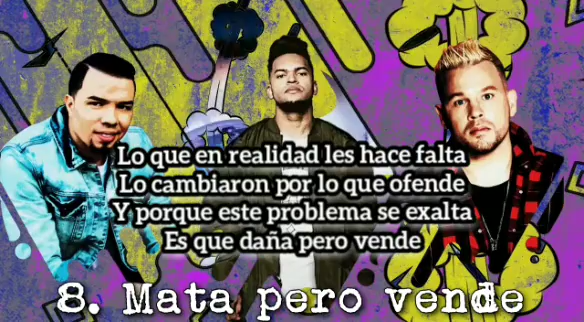 Lo que en realidad les hace falta
Lo cambiaron por lo que ofende
Y porque este problema se exalta
Es que daña pero vende
8. Mata pero vende